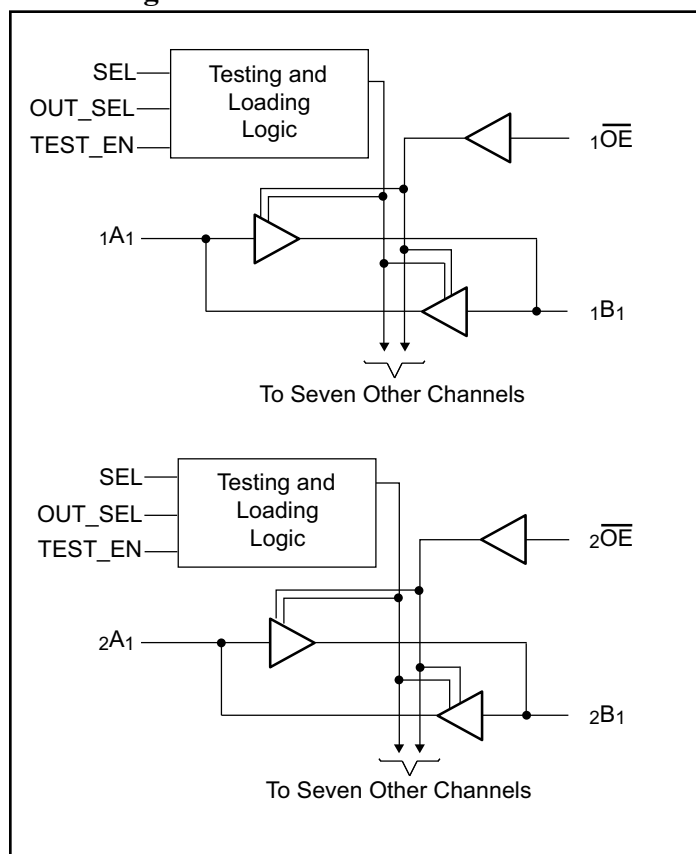 SEL
OUT_SEL
TEST_EN
Testing and
Loading
Logic
1OE
1A1
1B1
To Seven Other Channels
SEL
OUT_SEL
TEST_EN
Testing and
Loading
Logic
2OE
2A1
2B1
To Seven Other Channels